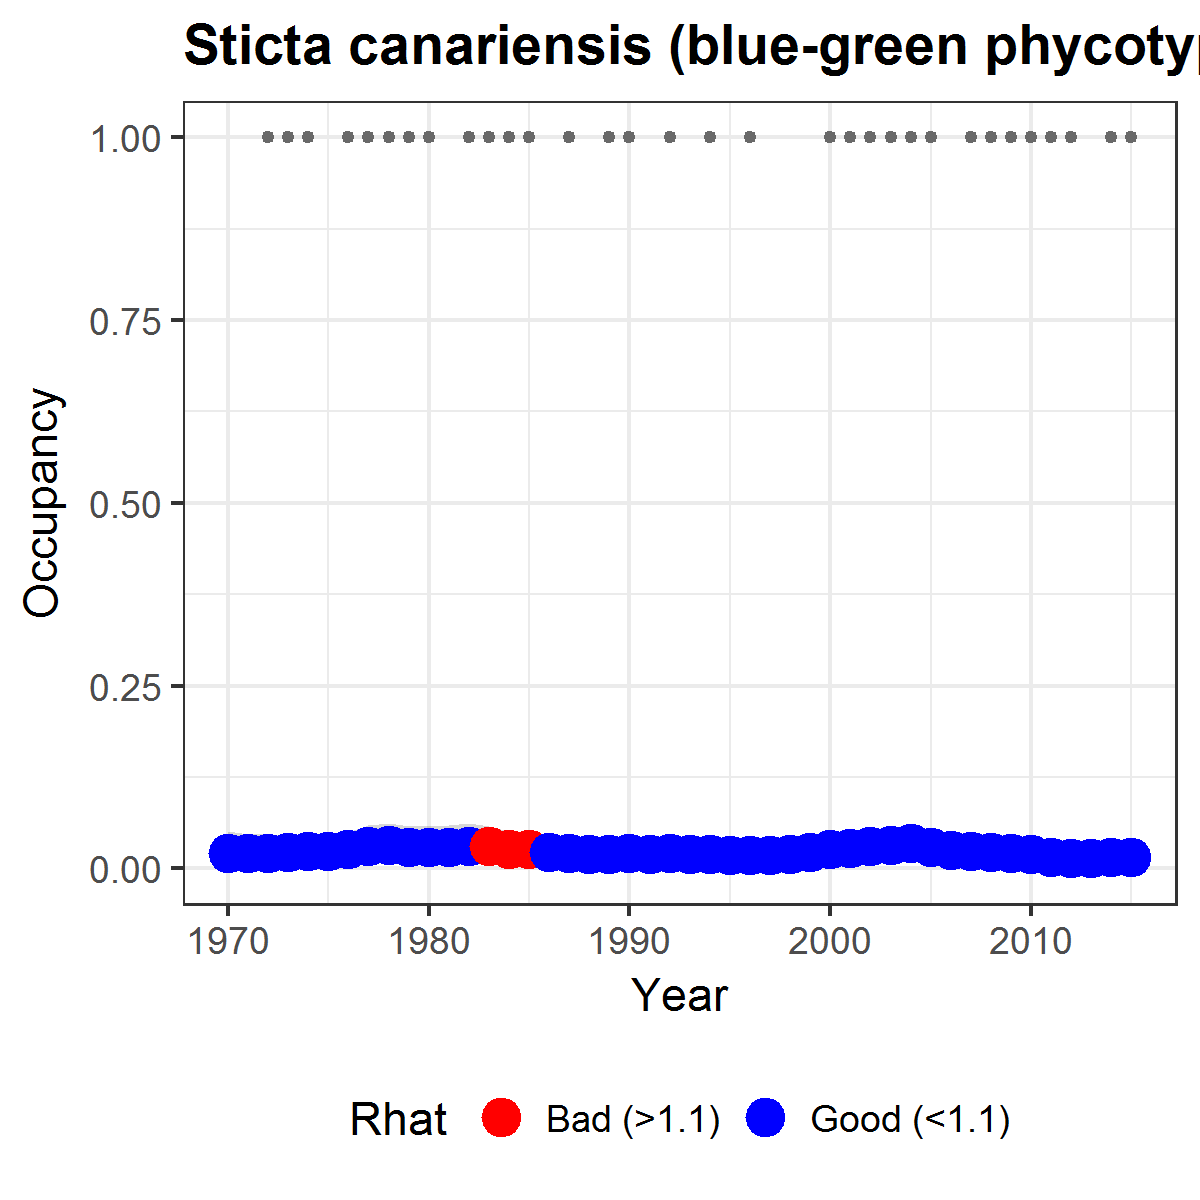 Sticta canariensis (blue-green phycotyp
1.00
0.75
0.50
0.25
0.00
Occupancy
1970 1980 1990 2000 2010
Year
Rhat Bad (>1.1) Good (<1.1)